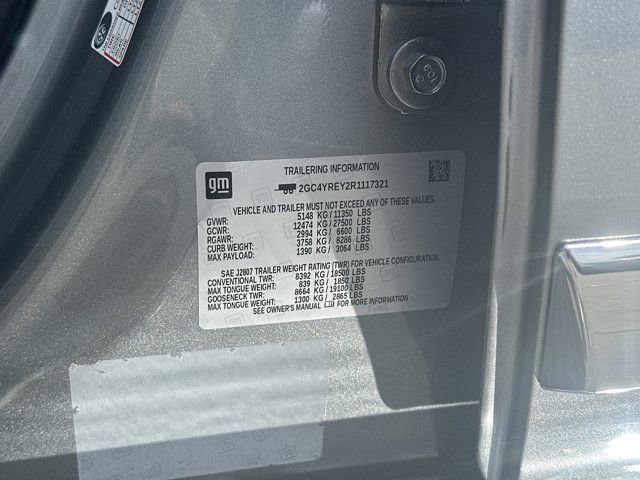 TRAILERING INFORMATION
gm
2GC4YREY2R1117321
VEHICLE AND TRAILER MUST NOT EXCEED ANY OF THESE VALUES.
GVWR: 5148 KG / 11350 LBS
GCWR: 12474 KG / 27500 LBS
RGAWR: 2994 KG / 6600 LBS
CURB WEIGHT: 3758 KG / 8286 LBS
MAX PAYLOAD: 1390 KG / 3064 LBS
SAE J2807 TRAILER WEIGHT RATING (TWR) FOR VEHICLE CONFIGURATION.
CONVENTIONAL TWR: 8392 KG / 18500 LBS
MAX TONGUE WEIGHT: 839 KG / 1850 LBS
GOOSENECK TWR: 8664 KG / 19100 LBS
MAX TONGUE WEIGHT: 1300 KG / 2865 LBS
SEE OWNER'S MANUAL FOR MORE INFORMATION